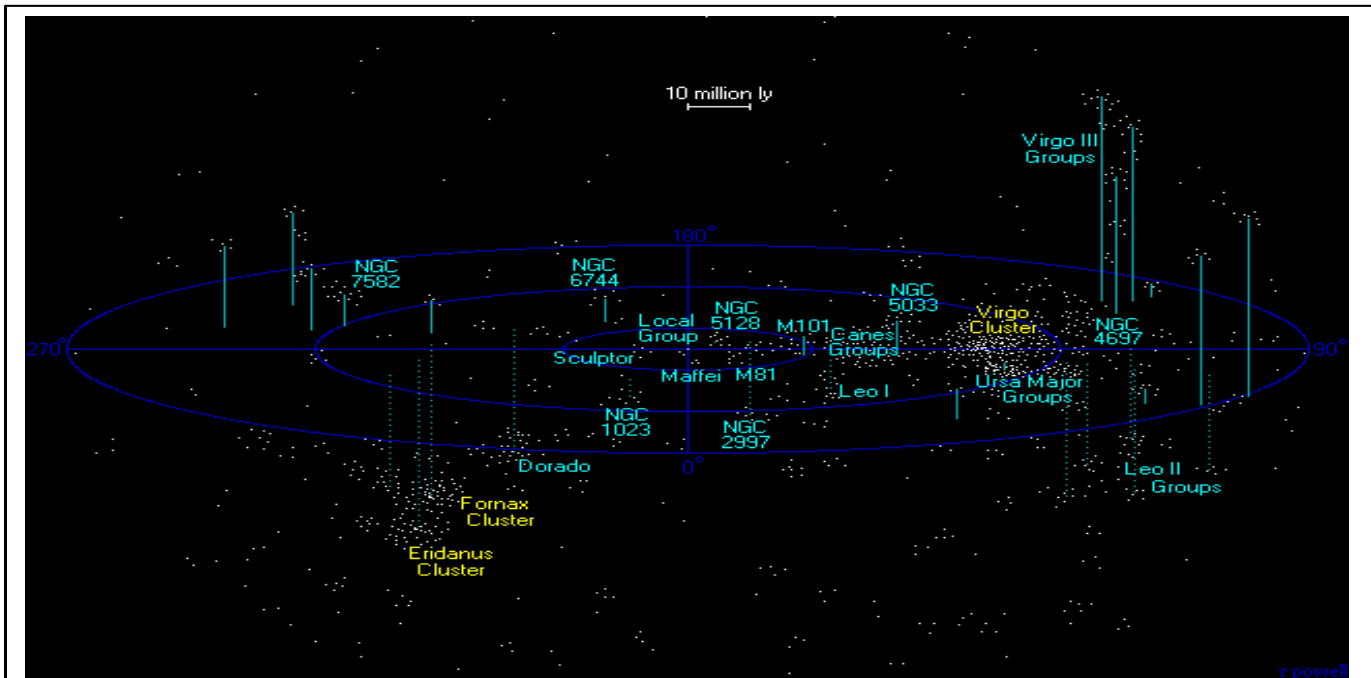 10 million ly
Virgo III
Groups
180°
NGC
7582
NGC
6744
NGC
5033
NGC
5128
Virgo
Cluster
Local
Group
M101
Canes
Groups
NGC
4697
270°
90°
Sculptor
Maffei
M81
Leo I
Ursa Major
Groups
NGC
1023
NGC
2997
0°
Dorado
Leo II
Groups
Fornax
Cluster
Eridanus
Cluster
r powell